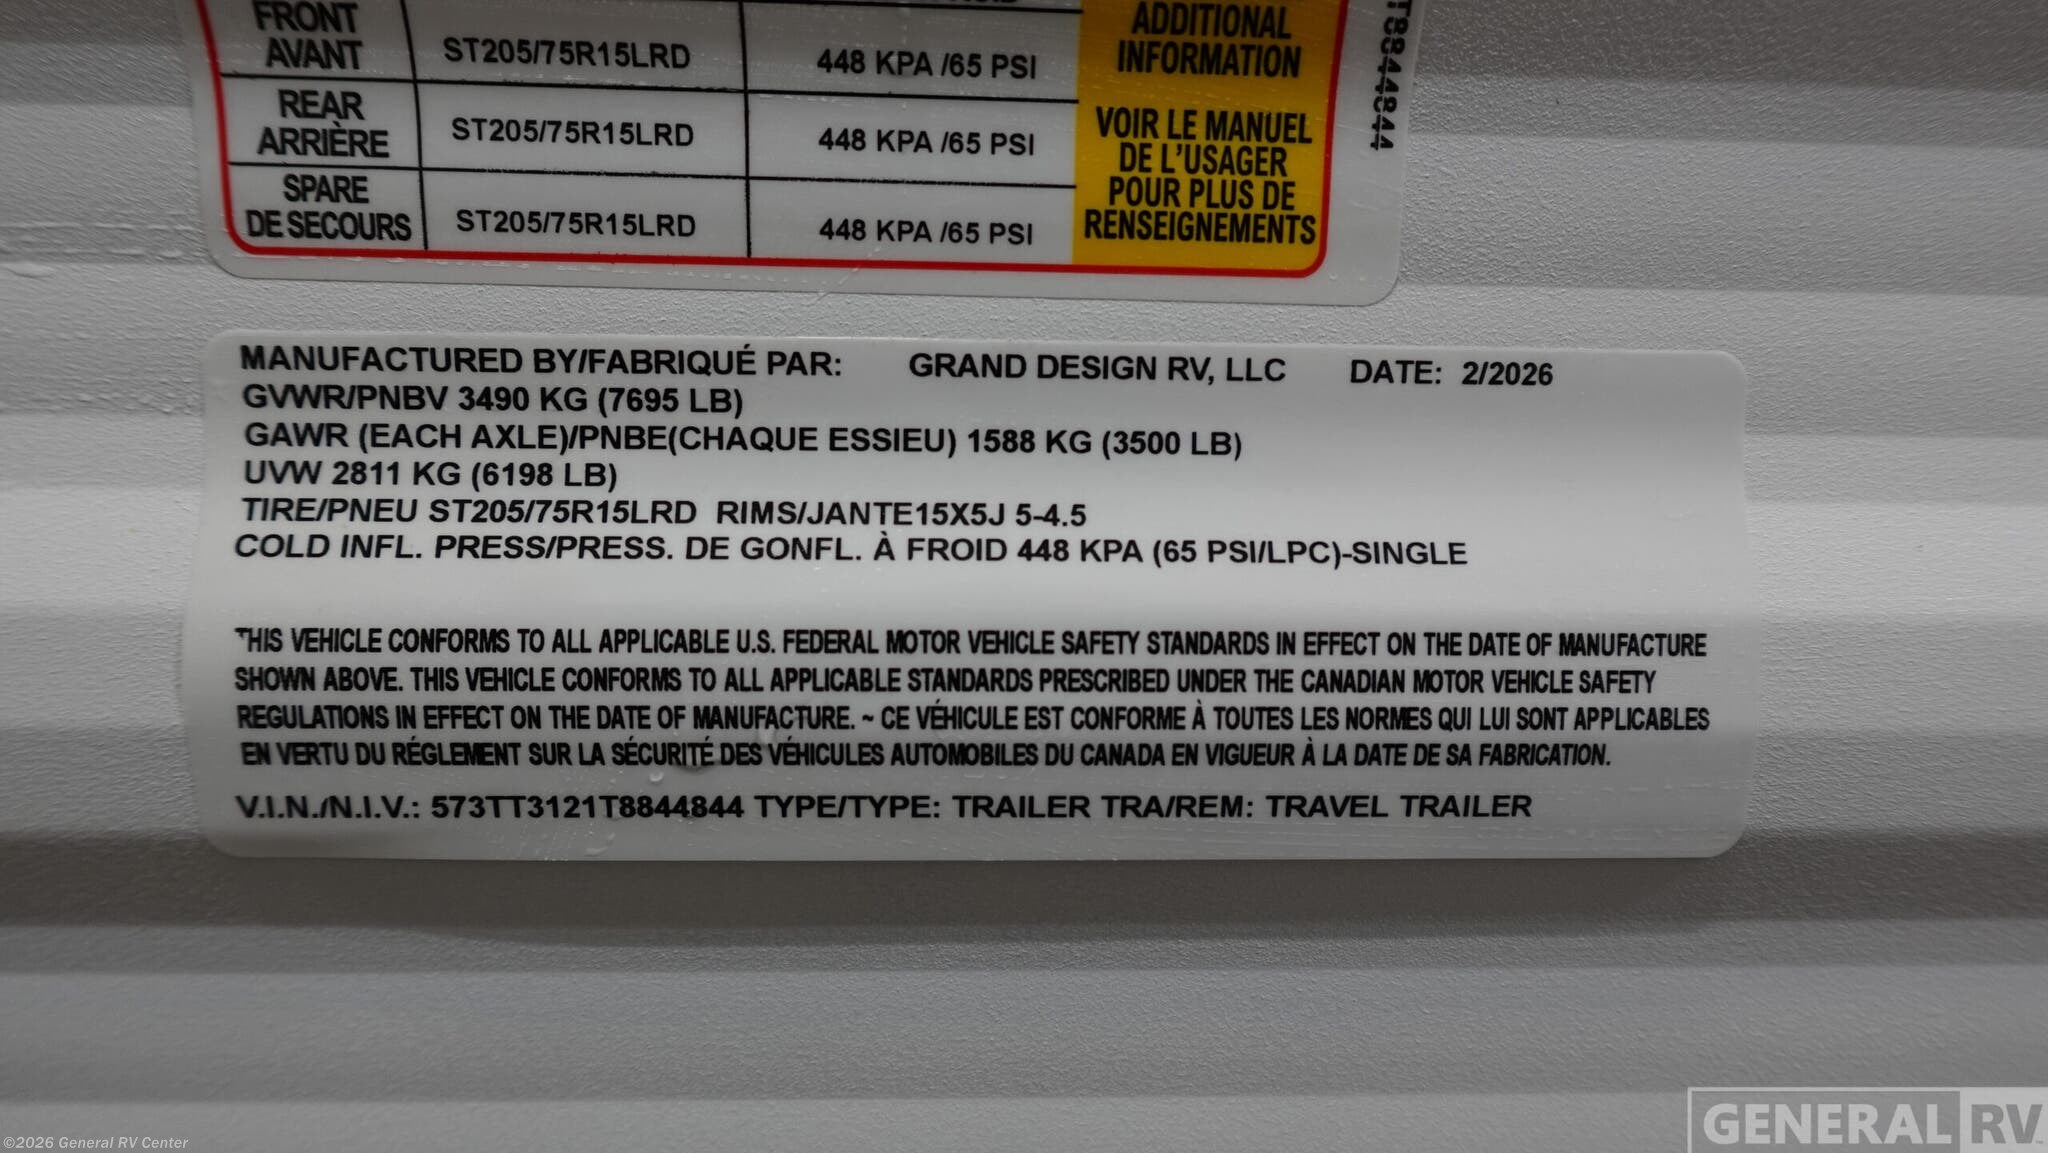 FRONT
AVANT
ST205/75R15LRD
448 KPA /65 PSI
REAR
ARRIÈRE
ST205/75R15LRD
448 KPA /65 PSI
SPARE
DE SECOURS
ST205/75R15LRD
448 KPA /65 PSI
ADDITIONAL
INFORMATION
VOIR LE MANUEL
DE L'USAGER
POUR PLUS DE
RENSEIGNEMENTS
T8844844
MANUFACTURED BY/FABRIQUÉ PAR: GRAND DESIGN RV, LLC DATE: 2/2026
GVWR/PNBV 3490 KG (7695 LB)
GAWR (EACH AXLE)/PNBE(CHAQUE ESSIEU) 1588 KG (3500 LB)
UVW 2811 KG (6198 LB)
TIRE/PNEU ST205/75R15LRD RIMS/JANTE15X5J 5-4.5
COLD INFL. PRESS/PRESS. DE GONFL. À FROID 448 KPA (65 PSI/LPC)-SINGLE
THIS VEHICLE CONFORMS TO ALL APPLICABLE U.S. FEDERAL MOTOR VEHICLE SAFETY STANDARDS IN EFFECT ON THE DATE OF MANUFACTURE
SHOWN ABOVE. THIS VEHICLE CONFORMS TO ALL APPLICABLE STANDARDS PRESCRIBED UNDER THE CANADIAN MOTOR VEHICLE SAFETY
REGULATIONS IN EFFECT ON THE DATE OF MANUFACTURE. ~ CE VÉHICULE EST CONFORME À TOUTES LES NORMES QUI LUI SONT APPLICABLES
EN VERTU DU RÉGLEMENT SUR LA SÉCURITÉ DES VÉHICULES AUTOMOBILES DU CANADA EN VIGUEUR À LA DATE DE SA FABRICATION.
V.I.N./N.I.V.: 573TT3121T8844844 TYPE/TYPE: TRAILER TRA/REM: TRAVEL TRAILER
©2026 General RV Center
GENERAL RV